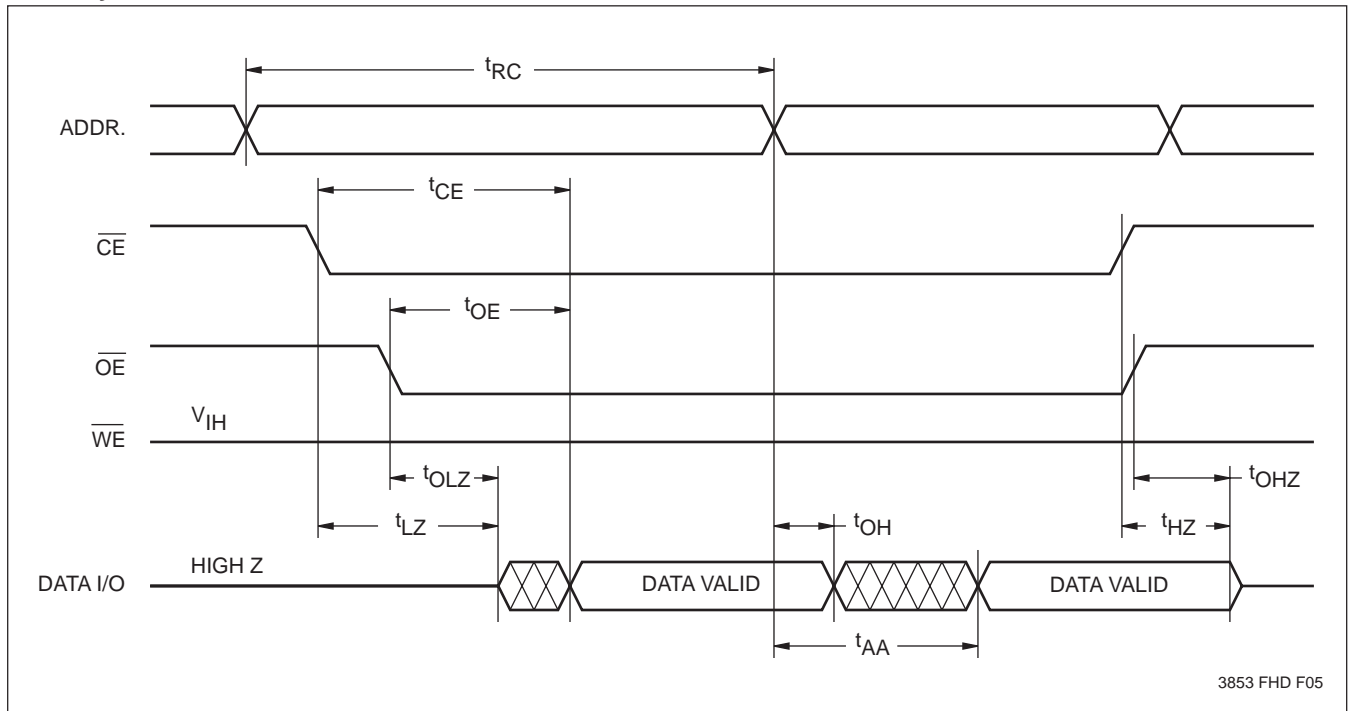 tRC
ADDR.
tCE
CE
tOE
OE
VIH
WE
tOLZ
tOHZ
tLZ
tOH
tHZ
HIGH Z
DATA I/O
DATA VALID
DATA VALID
tAA
3853 FHD F05